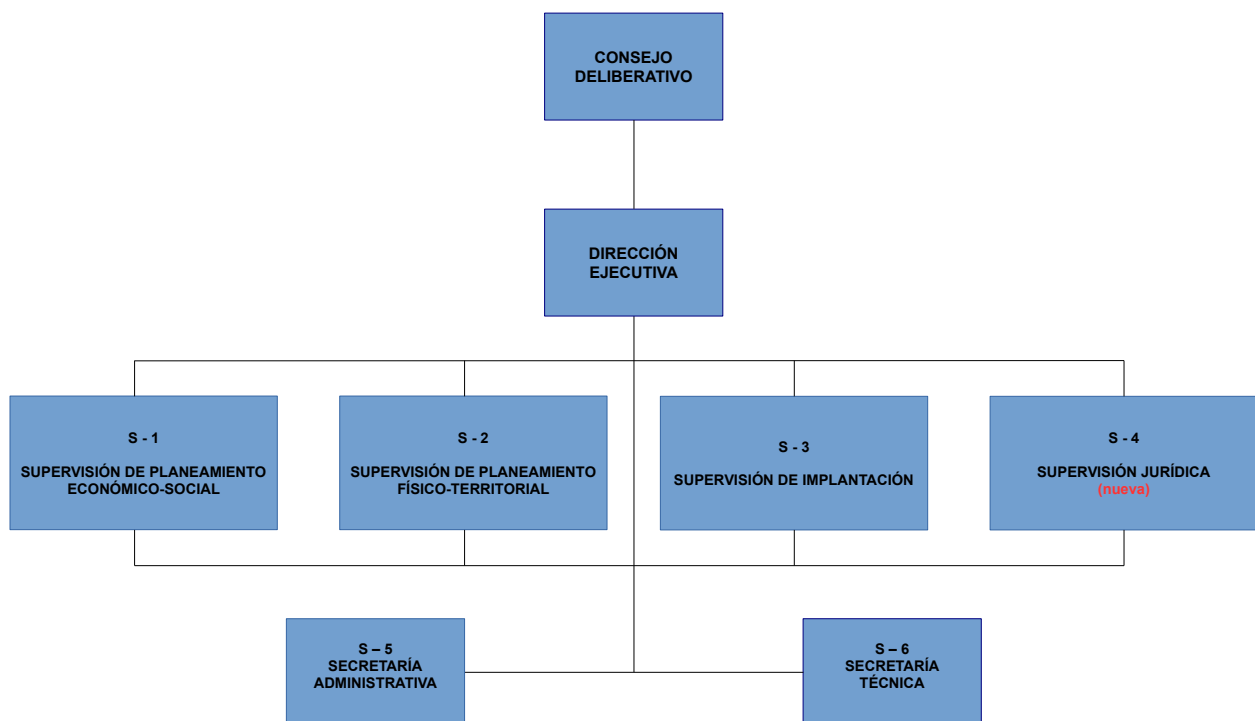 CONSEJO
DELIBERATIVO
DIRECCIÓN
EJECUTIVA
S - 1
SUPERVISIÓN DE PLANEAMIENTO
ECONÓMICO-SOCIAL
S - 2
SUPERVISIÓN DE PLANEAMIENTO
FÍSICO-TERRITORIAL
S - 3
SUPERVISIÓN DE IMPLANTACIÓN
S - 4
SUPERVISIÓN JURÍDICA
(nueva)
S – 5
SECRETARÍA
ADMINISTRATIVA
S – 6
SECRETARÍA
TÉCNICA